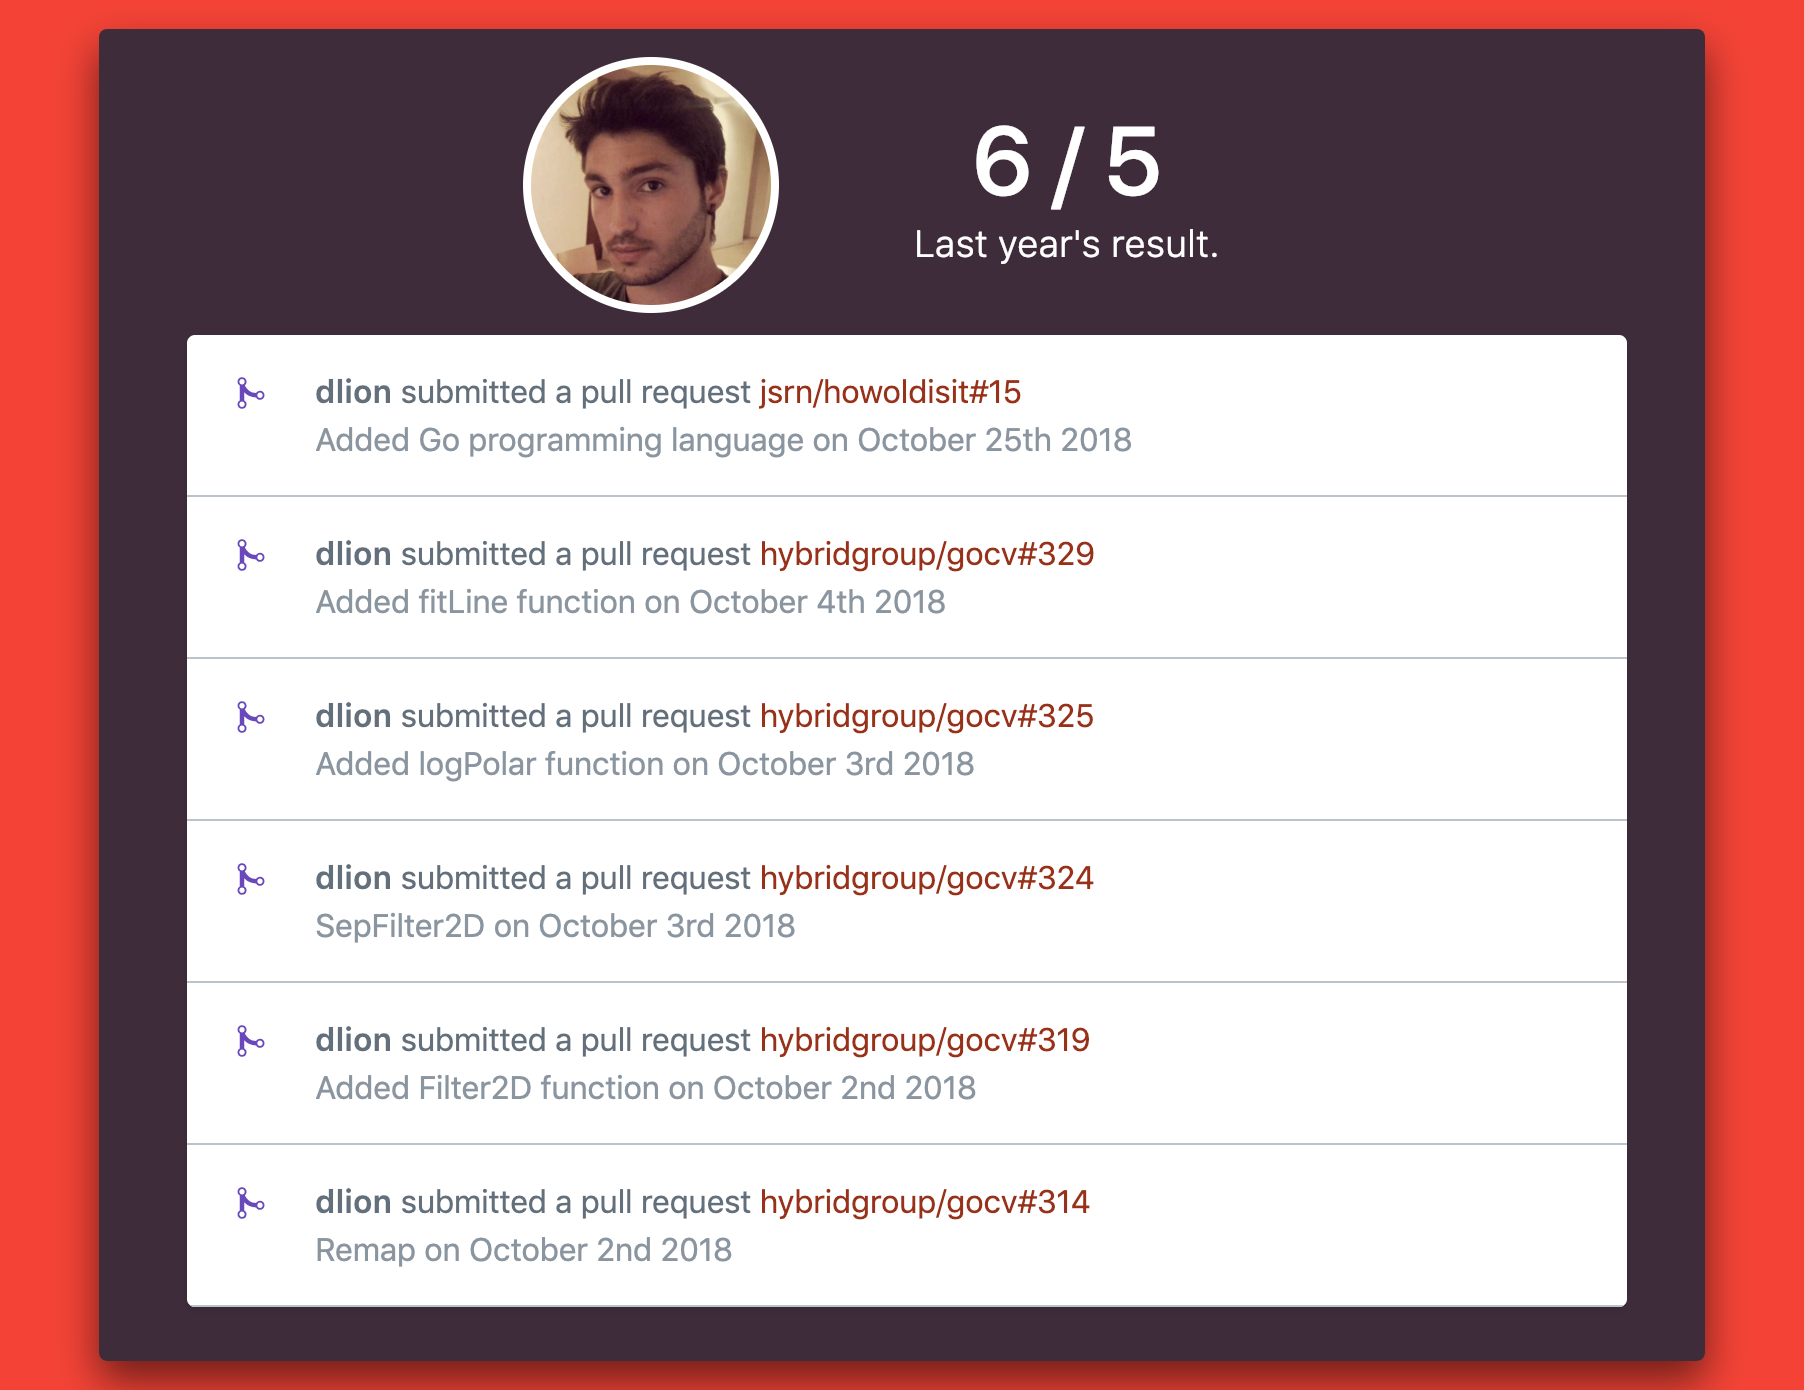 6 / 5
Last year's result.
dlion submitted a pull request jsrn/howoldisit#15
Added Go programming language on October 25th 2018
dlion submitted a pull request hybridgroup/gocv#329
Added fitLine function on October 4th 2018
dlion submitted a pull request hybridgroup/gocv#325
Added logPolar function on October 3rd 2018
dlion submitted a pull request hybridgroup/gocv#324
SepFilter2D on October 3rd 2018
dlion submitted a pull request hybridgroup/gocv#319
Added Filter2D function on October 2nd 2018
dlion submitted a pull request hybridgroup/gocv#314
Remap on October 2nd 2018